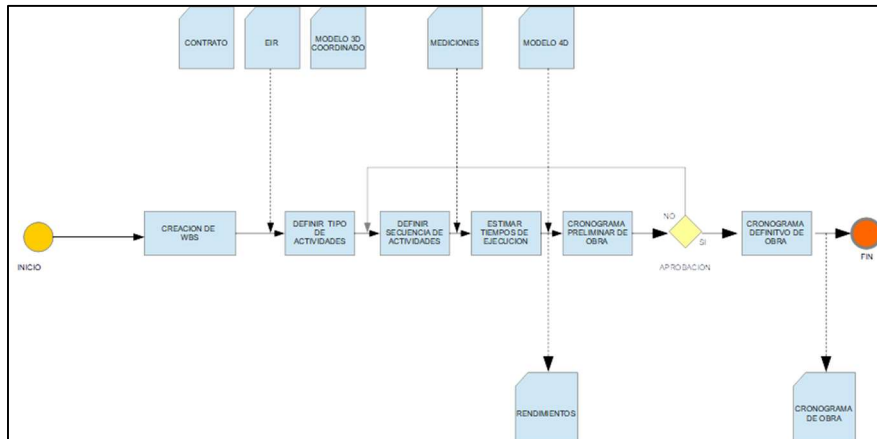 CONTRATO
EIR
MODELO 3D
COORDINADO
MEDICIONES
MODELO 4D
INICIO
CREACION DE
WBS
DEFINIR TIPO
DE
ACTIVIDADES
DEFINIR
SECUENCIA DE
ACTIVIDADES
ESTIMAR
TIEMPOS DE
EJECUCION
CRONOGRAMA
PRELIMINAR DE
OBRA
NO
SI
APROBACION
CRONOGRAMA
DEFINITVO DE
OBRA
FIN
RENDIMIENTOS
CRONOGRAMA
DE OBRA